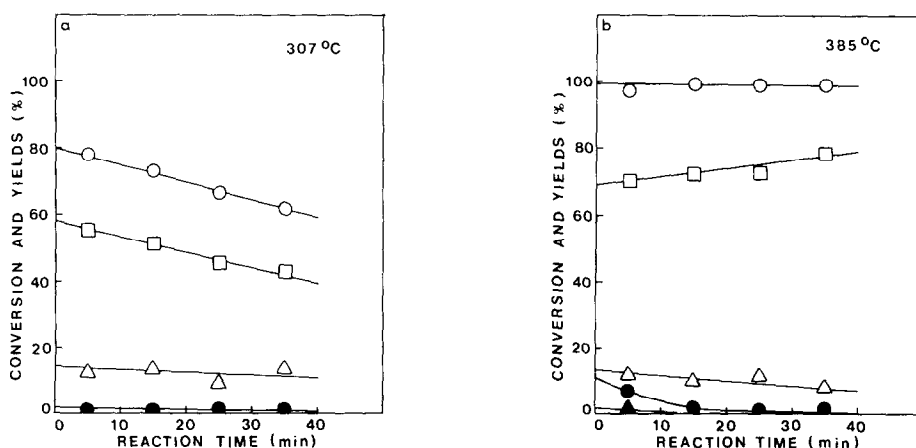 a
307 °C
CONVERSION AND YIELDS (%)
100
80
60
40
20
0
0 10 20 30 40
REACTION TIME (min)
b
385 °C
CONVERSION AND YIELDS (%)
100
80
60
40
20
0
0 10 20 30 40
REACTION TIME (min)